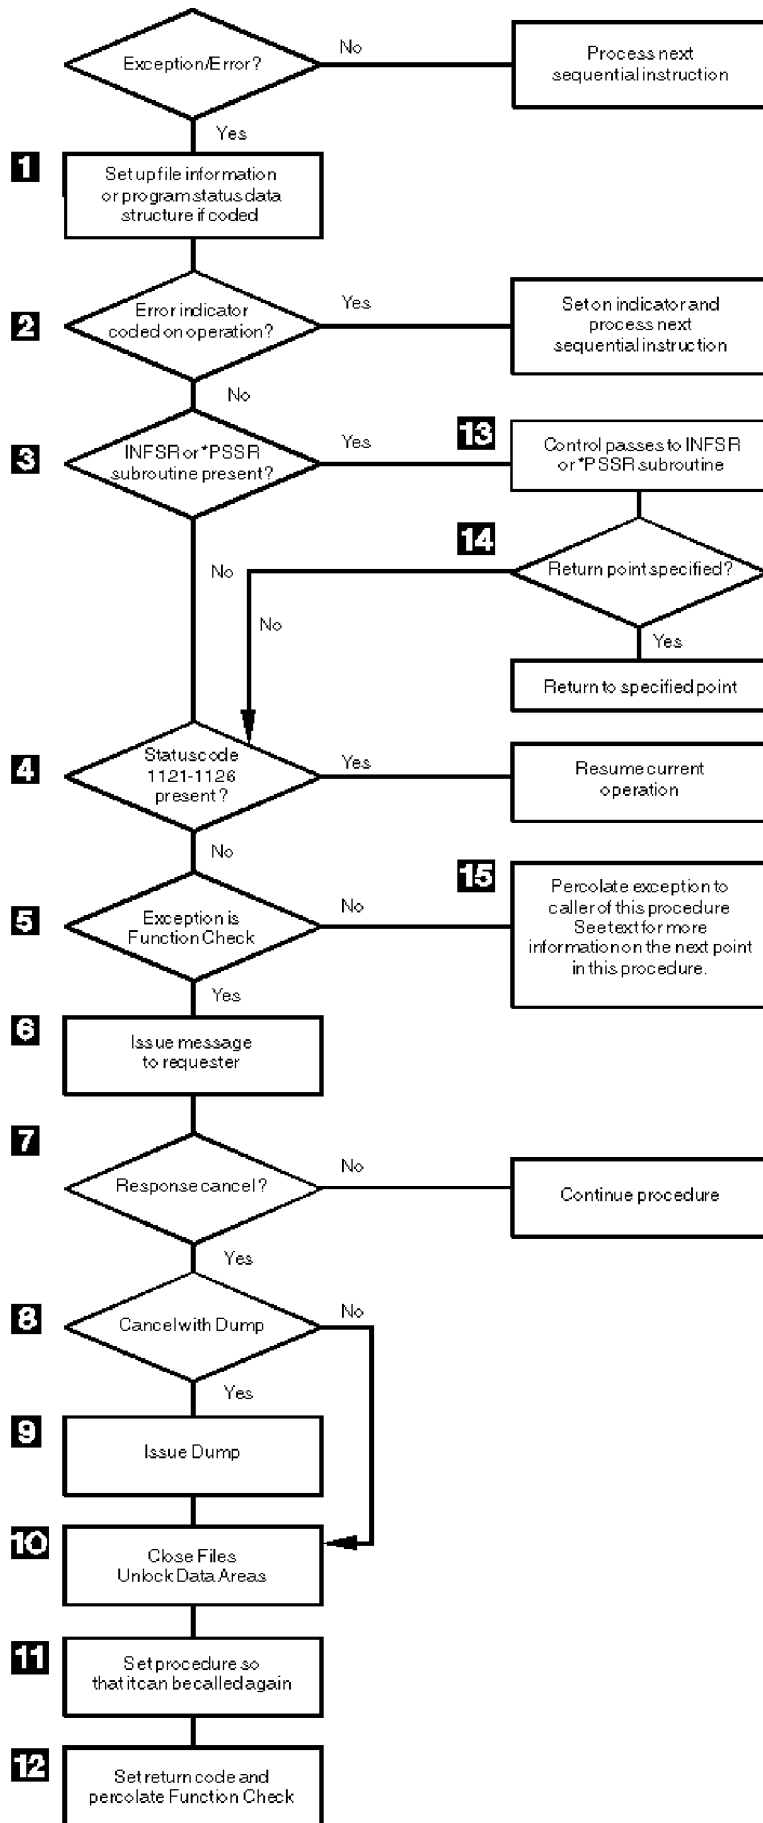 Exception/Error?
No
Process next
sequential instruction
Yes
1
Set up file information
or program status data
structure if coded
2
Error indicator
coded on operation?
Yes
Set on indicator and
process next
sequential instruction
No
3
INFSR or *PSSR
subroutine present?
Yes
13
Control passes to INFSR
or *PSSR subroutine
14
Return point specified?
No
No
Yes
Return to specified point
4
Status code
1121-1126
present?
Yes
Resume current
operation
No
5
Exception is
Function Check
No
15
Percolate exception to
caller of this procedure
See text for more
information on the next point
in this procedure.
Yes
6
Issue message
to requester
7
Response cancel?
No
Continue procedure
Yes
8
Cancel with Dump
No
Yes
9
Issue Dump
10
Close Files
Unlock Data Areas
11
Set procedure so
that it can be called again
12
Set return code and
percolate Function Check